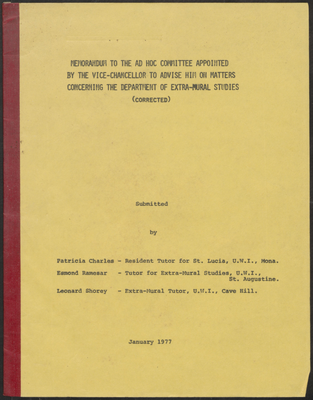 MEMORANDUM TO THE AD HOC COMMITTEE APPOINTED
BY THE VICE-CHANCELLOR TO ADVISE HIM ON MATTERS
CONCERNING THE DEPARTMENT OF EXTRA-MURAL STUDIES
(CORRECTED)
Submitted
by
Patricia Charles - Resident Tutor for St. Lucia, U.W.I., Mona.
Esmond Ramesar - Tutor for Extra-Mural Studies, U.W.I.,
St. Augustine.
Leonard Shorey - Extra-Mural Tutor, U.W.I., Cave Hill.
January 1977